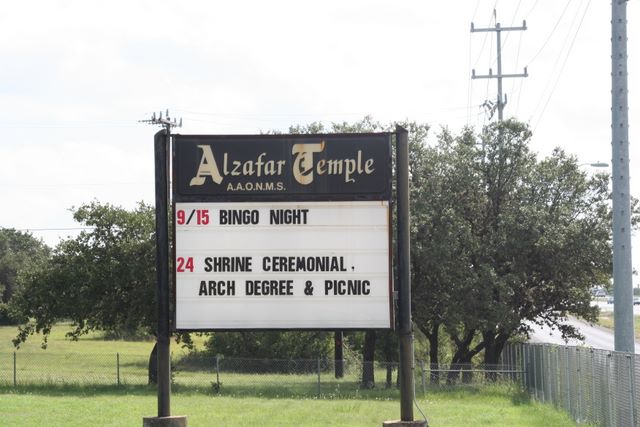 Alzafar Temple
A.A.O.N.M.S.
9/15 BINGO NIGHT
24 SHRINE CEREMONIAL,
ARCH DEGREE & PICNIC